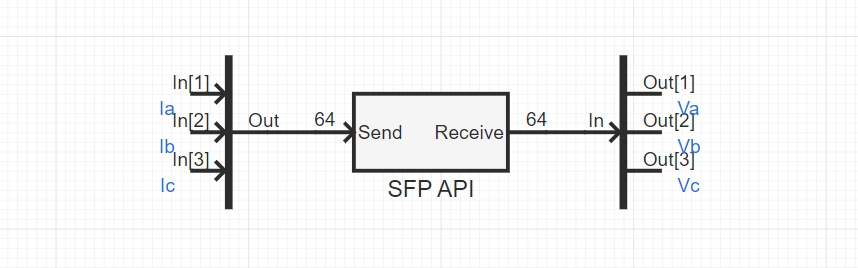 In[1]
Ia
In[2]
Ib
In[3]
Ic
Out
64
Send
Receive
SFP API
64
In
Out[1]
Va
Out[2]
Vb
Out[3]
Vc